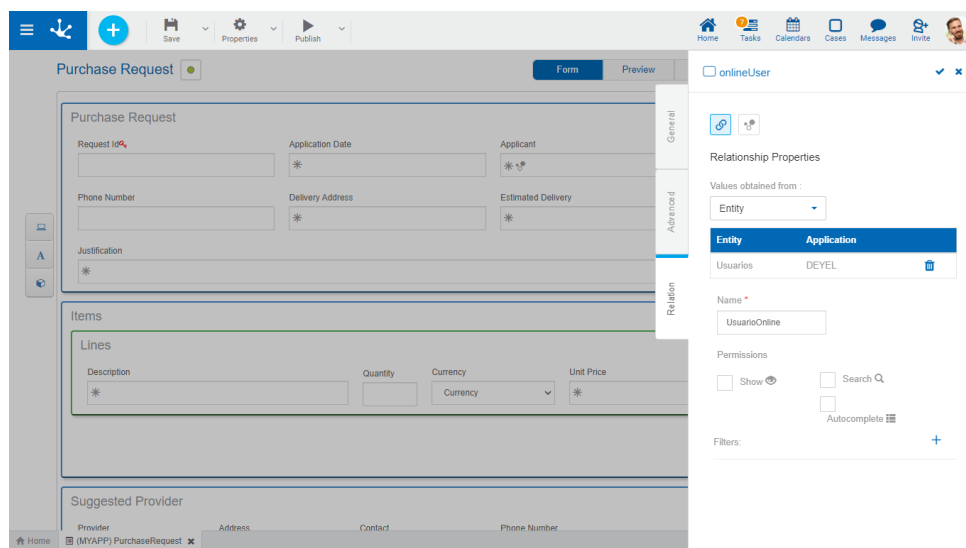 Save
Properties
Publish
Home
7
Tasks
Calendars
Cases
Messages
Invite
Purchase Request
Form
Preview
onlineUser
General
Advanced
Relation
Purchase Request
Request Id
Application Date
Applicant
Phone Number
Delivery Address
Estimated Delivery
Justification
A
Items
Lines
Description
Quantity
Currency
Unit Price
Currency
Suggested Provider
Provider
Address
Contact
Phone Number
Relationship Properties
Values obtained from :
Entity
Entity Application
Usuarios DEYEL
Name *
UsuarioOnline
Permissions
Show
Search
Autocomplete
Filters:
Home
(MYAPP) PurchaseRequest